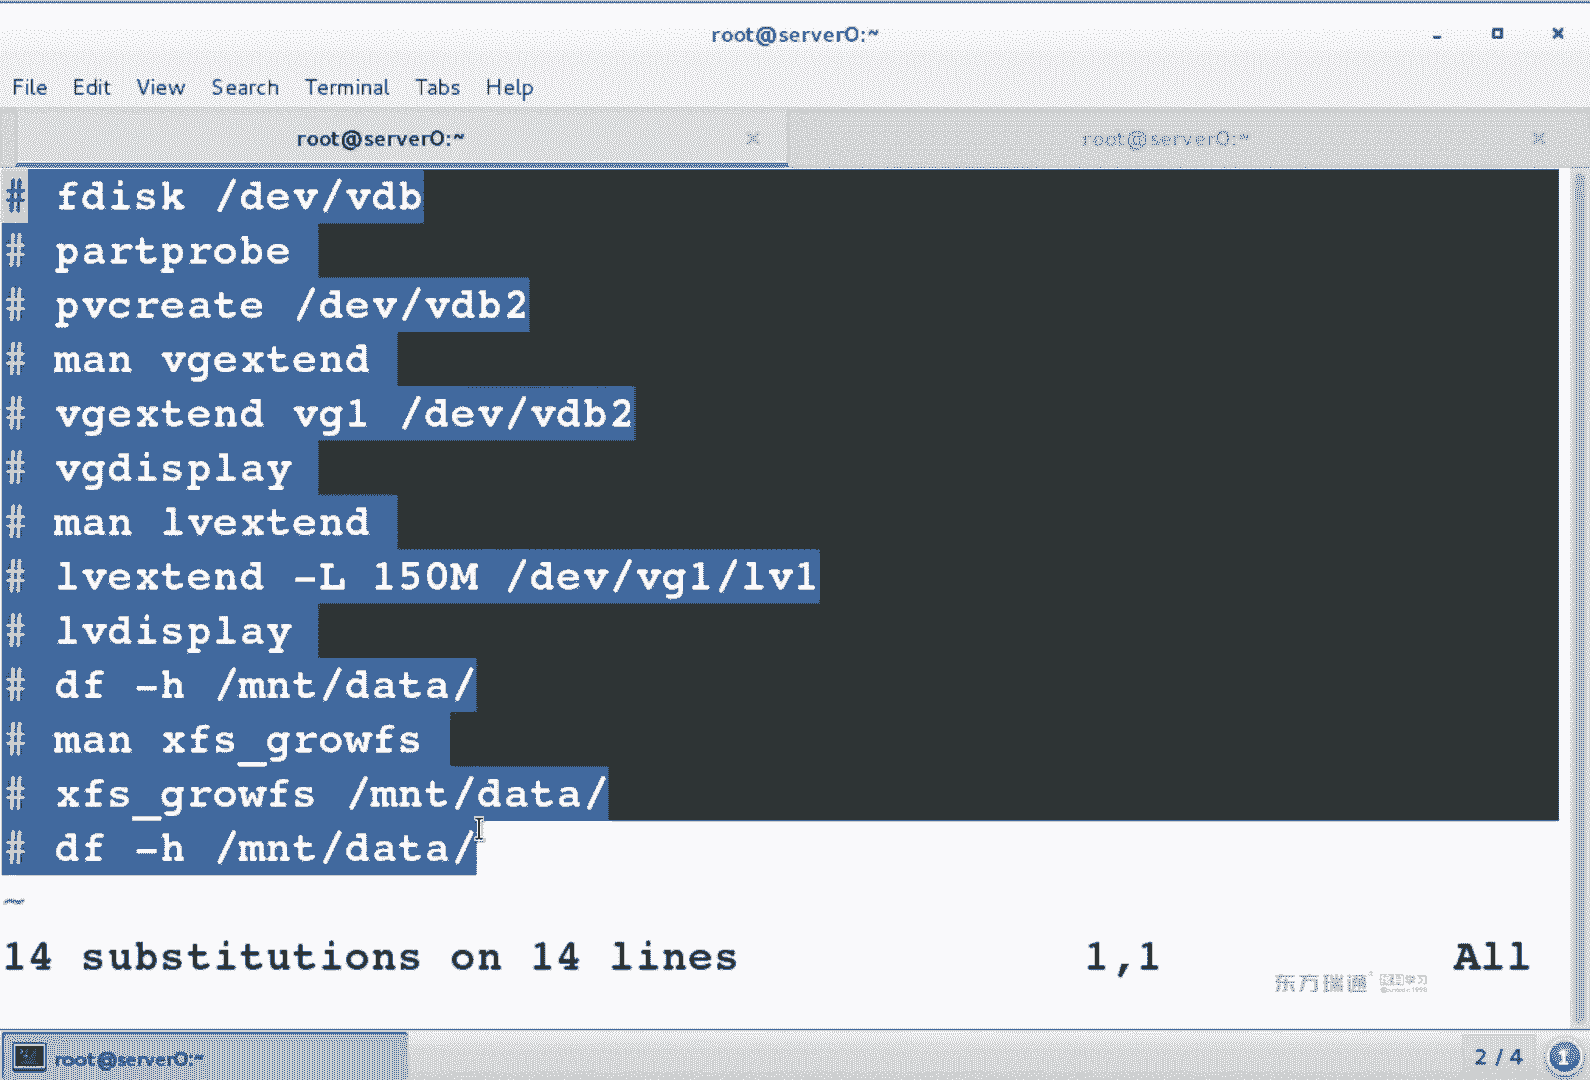 root@server0:~
File Edit View Search Terminal Tabs Help
root@server0:~ root@server0:~
# fdisk /dev/vdb
# partprobe
# pvcreate /dev/vdb2
# man vgextend
# vgextend vg1 /dev/vdb2
# vgdisplay
# man lvextend
# lvextend -L 150M /dev/vg1/lv1
# lvdisplay
# df -h /mnt/data/
# man xfs_growfs
# xfs_growfs /mnt/data/
# df -h /mnt/data/
~
14 substitutions on 14 lines 1,1 All
东方瑞通
root@server0:~ 2 / 4 1